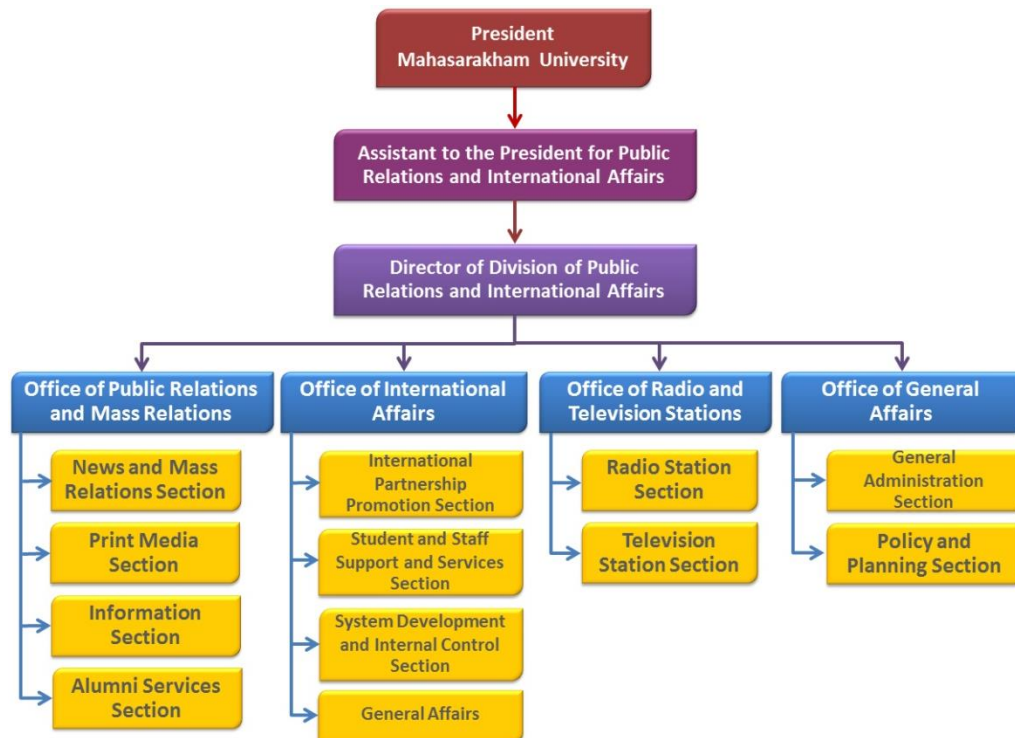 President
Mahasarakham University
Assistant to the President for Public
Relations and International Affairs
Director of Division of Public
Relations and International Affairs
Office of Public Relations
and Mass Relations
News and Mass
Relations Section
Print Media
Section
Information
Section
Alumni Services
Section
Office of International
Affairs
International
Partnership
Promotion Section
Student and Staff
Support and Services
Section
System Development
and Internal Control
Section
General Affairs
Office of Radio and
Television Stations
Radio Station
Section
Television
Station Section
Office of General
Affairs
General
Administration
Section
Policy and
Planning Section